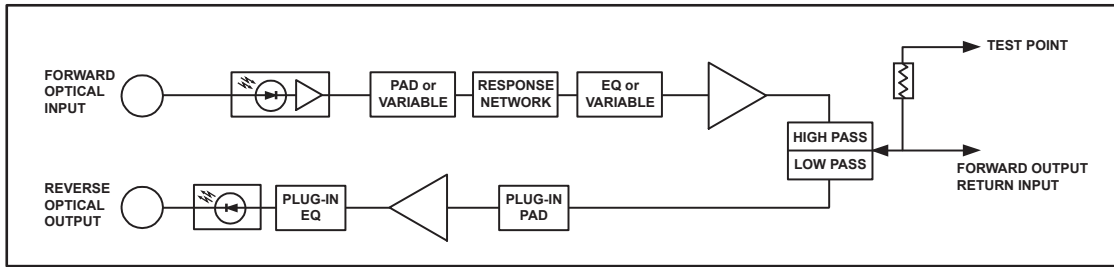 FORWARD
OPTICAL
INPUT
PAD or
VARIABLE
RESPONSE
NETWORK
EQ or
VARIABLE
HIGH PASS
LOW PASS
TEST POINT
FORWARD OUTPUT
RETURN INPUT
REVERSE
OPTICAL
OUTPUT
PLUG-IN
EQ
PLUG-IN
PAD